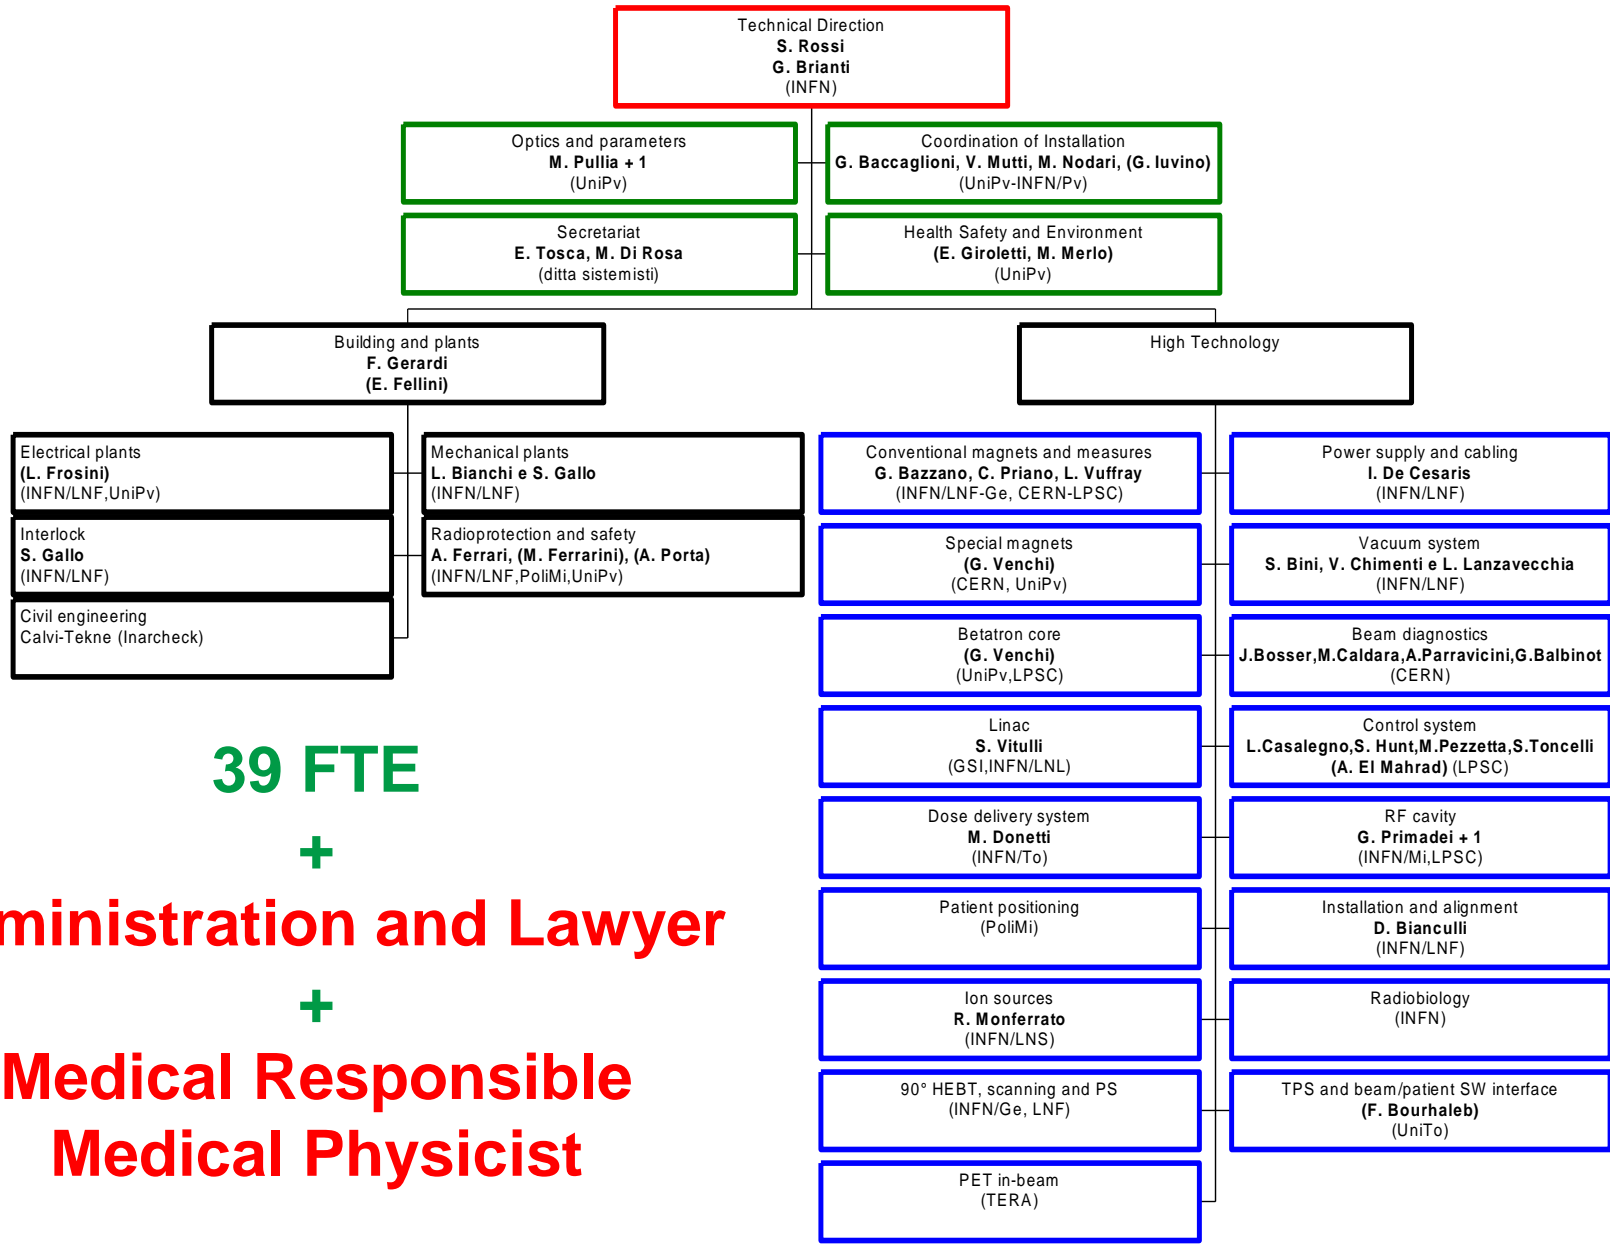 Technical Direction
S. Rossi
G. Brianti
(INFN)
Optics and parameters
M. Pullia + 1
(UniPv)
Coordination of Installation
G. Baccaglioni, V. Mutti, M. Nodari, (G. Iuvino)
(UniPv-INFN/Pv)
Secretariat
E. Tosca, M. Di Rosa
(ditta sistemisti)
Health Safety and Environment
(E. Giroletti, M. Merlo)
(UniPv)
Building and plants
F. Gerardi
(E. Fellini)
High Technology
Electrical plants
(L. Frosini)
(INFN/LNF,UniPv)
Mechanical plants
L. Bianchi e S. Gallo
(INFN/LNF)
Interlock
S. Gallo
(INFN/LNF)
Radioprotection and safety
A. Ferrari, (M. Ferrarini), (A. Porta)
(INFN/LNF,PoliMi,UniPv)
Civil engineering
Calvi-Tekne (Inarcheck)
Conventional magnets and measures
G. Bazzano, C. Priano, L. Vuffray
(INFN/LNF-Ge, CERN-LPSC)
Power supply and cabling
I. De Cesaris
(INFN/LNF)
Special magnets
(G. Venchi)
(CERN, UniPv)
Vacuum system
S. Bini, V. Chimenti e L. Lanzavecchia
(INFN/LNF)
Betatron core
(G. Venchi)
(UniPv,LPSC)
Beam diagnostics
J.Bosser,M.Caldara,A.Parravicini,G.Balbinot
(CERN)
Linac
S. Vitulli
(GSI,INFN/LNL)
Control system
L.Casalegno,S. Hunt,M.Pezzetta,S.Toncelli
(A. El Mahrad) (LPSC)
Dose delivery system
M. Donetti
(INFN/To)
RF cavity
G. Primadei + 1
(INFN/Mi,LPSC)
Patient positioning
(PoliMi)
Installation and alignment
D. Bianculli
(INFN/LNF)
Ion sources
R. Monferrato
(INFN/LNS)
Radiobiology
(INFN)
90° HEBT, scanning and PS
(INFN/Ge, LNF)
TPS and beam/patient SW interface
(F. Bourhaleb)
(UniTo)
PET in-beam
(TERA)
39 FTE
+
ministration and Lawyer
+
Medical Responsible
Medical Physicist